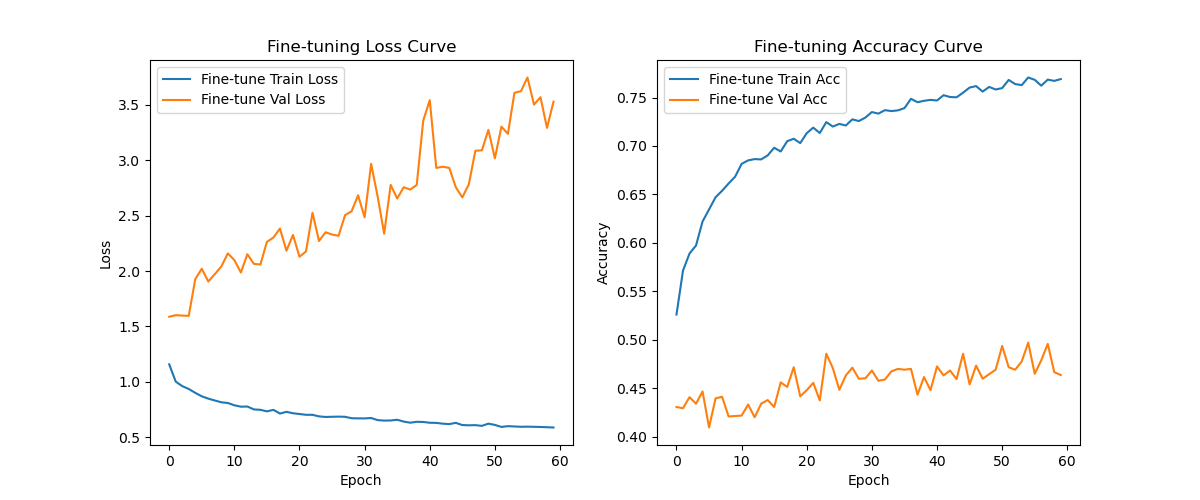 Fine-tuning Loss Curve
Fine-tune Train Loss
Fine-tune Val Loss
3.5
3.0
2.5
2.0
1.5
1.0
0.5
Loss
0 10 20 30 40 50 60
Epoch
Fine-tuning Accuracy Curve
Fine-tune Train Acc
Fine-tune Val Acc
0.75
0.70
0.65
0.60
0.55
0.50
0.45
0.40
Accuracy
0 10 20 30 40 50 60
Epoch